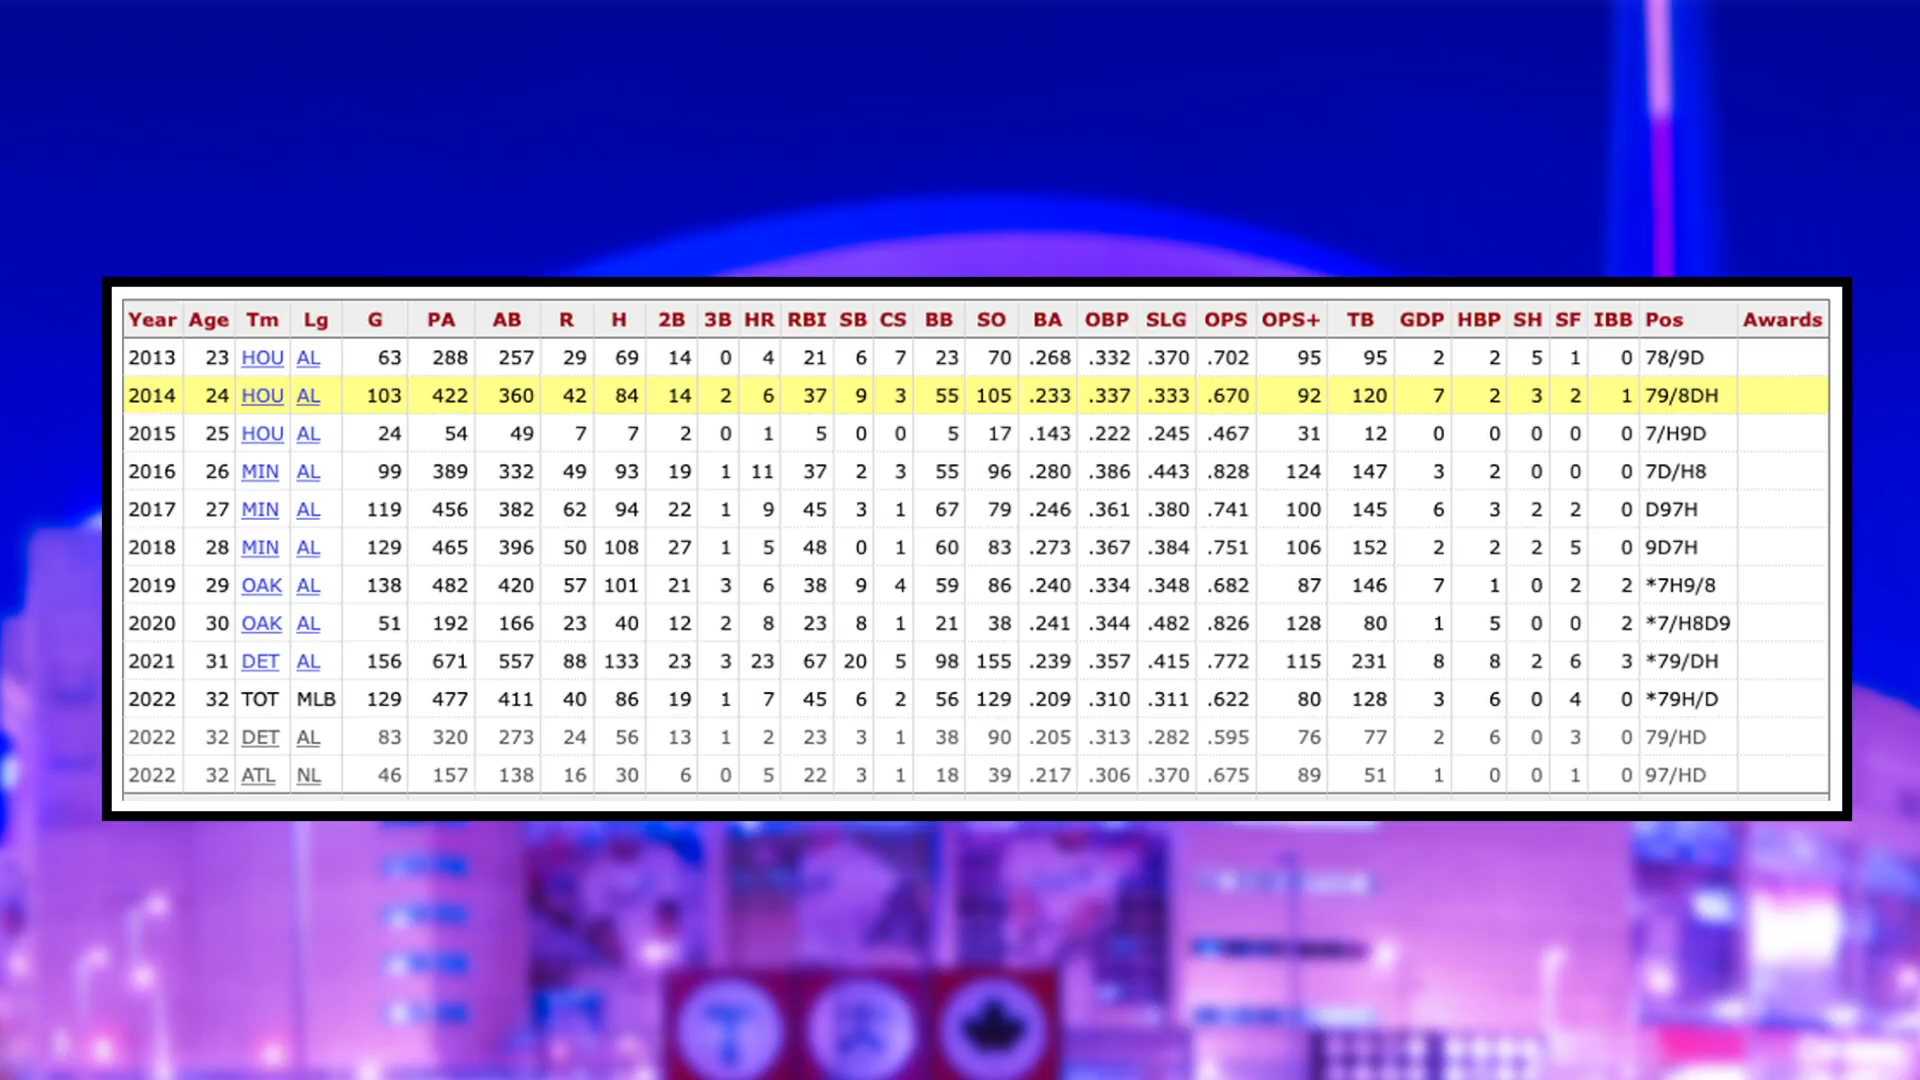 Year Age Tm Lg G PA AB R H 2B 3B HR RBI SB CS BB SO BA OBP SLG OPS OPS+ TB GDP HBP SH SF IBB Pos Awards
2013 23 HOU AL 63 288 257 29 69 14 0 4 21 6 7 23 70 .268 .332 .370 .702 95 95 2 2 5 1 0 78/9D
2014 24 HOU AL 103 422 360 42 84 14 2 6 37 9 3 55 105 .233 .337 .333 .670 92 120 7 2 3 2 1 79/8DH
2015 25 HOU AL 24 54 49 7 7 2 0 1 5 0 0 5 17 .143 .222 .245 .467 31 12 0 0 0 0 0 7/H9D
2016 26 MIN AL 99 389 332 49 93 19 1 11 37 2 3 55 96 .280 .386 .443 .828 124 147 3 2 0 0 0 7D/H8
2017 27 MIN AL 119 456 382 62 94 22 1 9 45 3 1 67 79 .246 .361 .380 .741 100 145 6 3 2 2 0 D97H
2018 28 MIN AL 129 465 396 50 108 27 1 5 48 0 1 60 83 .273 .367 .384 .751 106 152 2 2 2 5 0 9D7H
2019 29 OAK AL 138 482 420 57 101 21 3 6 38 9 4 59 86 .240 .334 .348 .682 87 146 7 1 0 2 2 *7H9/8
2020 30 OAK AL 51 192 166 23 40 12 2 8 23 8 1 21 38 .241 .344 .482 .826 128 80 1 5 0 0 2 *7/H8D9
2021 31 DET AL 156 671 557 88 133 23 3 23 67 20 5 98 155 .239 .357 .415 .772 115 231 8 8 2 6 3 *79/DH
2022 32 TOT MLB 129 477 411 40 86 19 1 7 45 6 2 56 129 .209 .310 .311 .622 80 128 3 6 0 4 0 *79H/D
2022 32 DET AL 83 320 273 24 56 13 1 2 23 3 1 38 90 .205 .313 .282 .595 76 77 2 6 0 3 0 79/HD
2022 32 ATL NL 46 157 138 16 30 6 0 5 22 3 1 18 39 .217 .306 .370 .675 89 51 1 0 0 1 0 97/HD